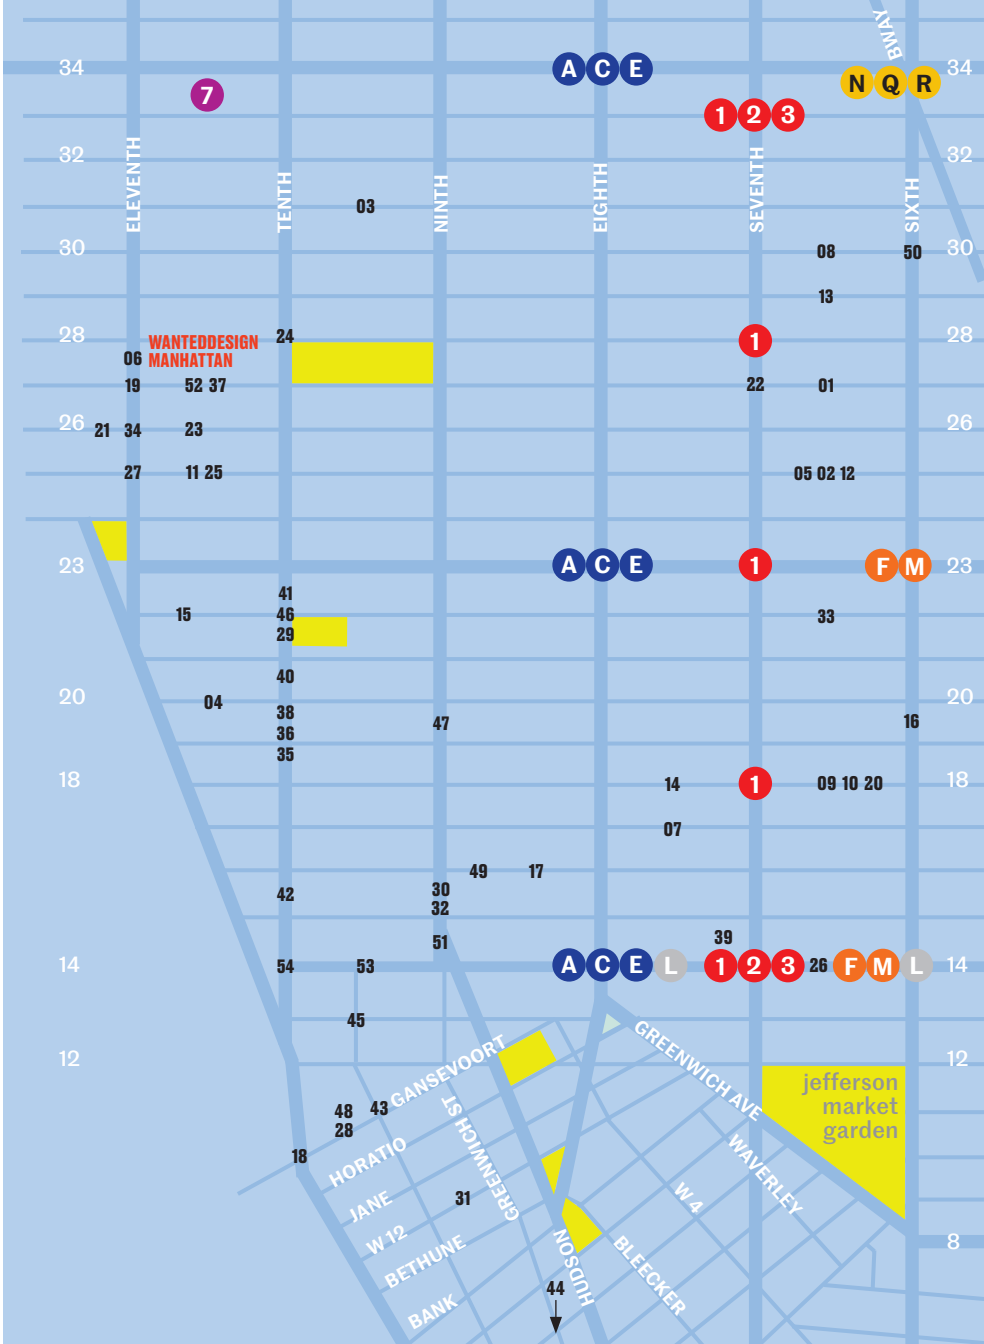 BWAY
34
A C E
34
7
N Q R
1 2 3
32
32
ELEVENTH
TENTH
NINTH
EIGHTH
SEVENTH
SIXTH
03
30
08
50
30
13
24
28
WANTEDDESIGN
MANHATTAN
1
28
06
19
52 37
22
01
26
21
34
23
26
27
11 25
05 02 12
23
A C E
1
F M
23
41
15
46
33
29
40
20
04
20
38
47
16
36
35
18
14
1
09 10 20
18
07
49
17
42
30
32
39
51
14
54
53
A C E L
1 2 3
26
F M L
14
45
GREENWICH AVE
12
GANSEVOORT
12
jefferson
market
garden
48
43
28
GREENWICH ST
18
HORATIO
WAVERLEY
JANE
31
W 4
W 12
8
BETHUNE
HUDSON
BLEECKER
44
BANK